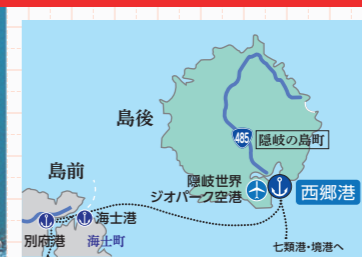 島後
485
隠岐の島町
島前
隠岐世界
ジオパーク空港
西郷港
海士港
別府港
海士町
七類港・境港へ